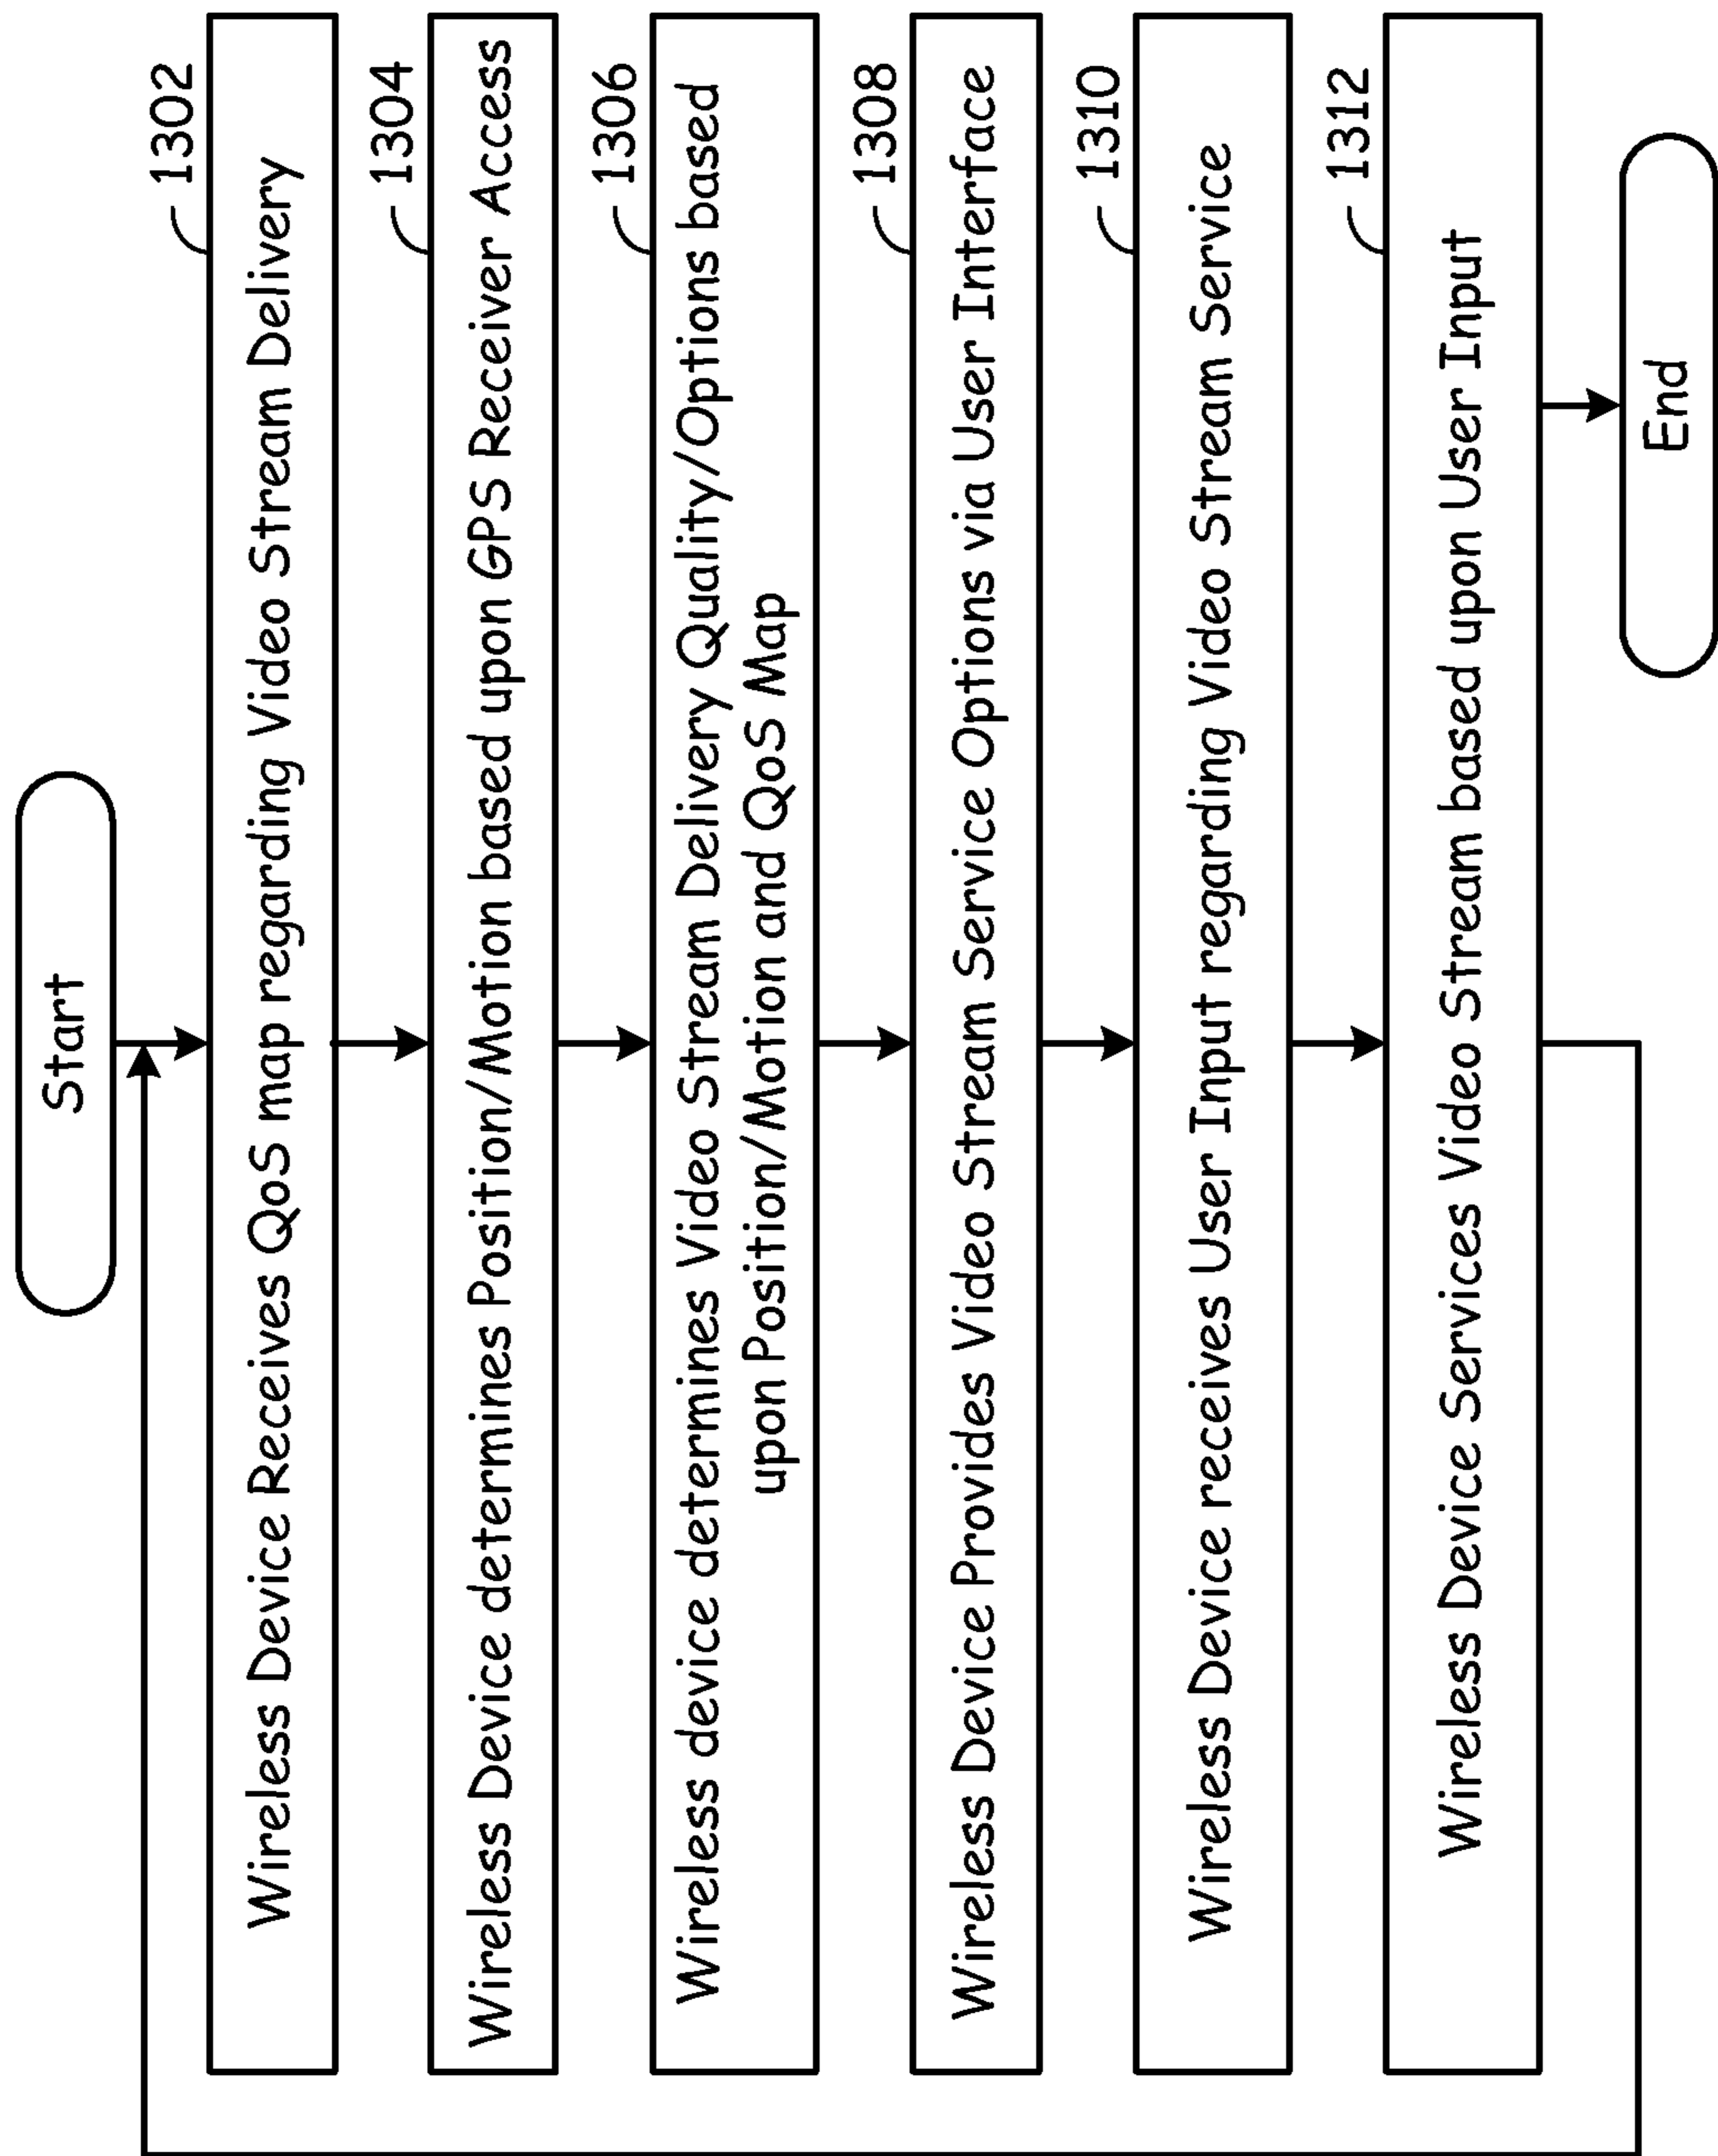 Start
1302
Wireless Device Receives QoS map regarding Video Stream Delivery
1304
Wireless Device determines Position/Motion based upon GPS Receiver Access
1306
Wireless device determines Video Stream Delivery Quality/Options based
upon Position/Motion and QoS Map
1308
Wireless Device Provides Video Stream Service Options via User Interface
1310
Wireless Device receives User Input regarding Video Stream Service
1312
Wireless Device Services Video Stream based upon User Input
End